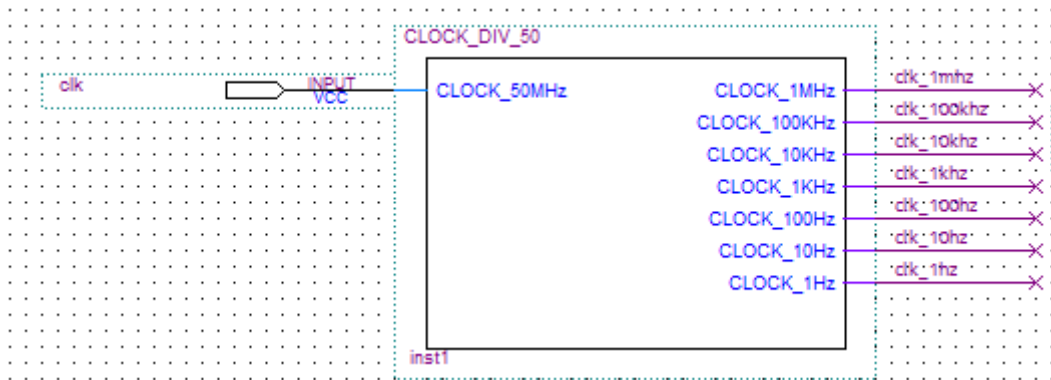 CLOCK_DIV_50
clk
INPUT
VCC
CLOCK_50MHz
CLOCK_1MHz
clk_1mhz
CLOCK_100KHz
clk_100khz
CLOCK_10KHz
clk_10khz
CLOCK_1KHz
clk_1khz
CLOCK_100Hz
clk_100hz
CLOCK_10Hz
clk_10hz
CLOCK_1Hz
clk_1hz
inst1